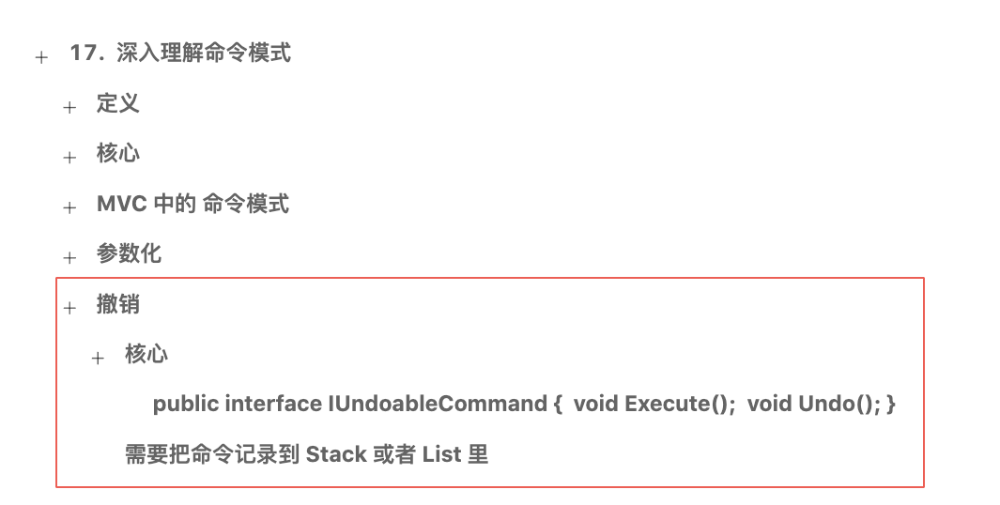 17. 深入理解命令模式
定义
核心
MVC 中的 命令模式
参数化
撤销
核心
public interface IUndoableCommand { void Execute(); void Undo(); }
需要把命令记录到 Stack 或者 List 里